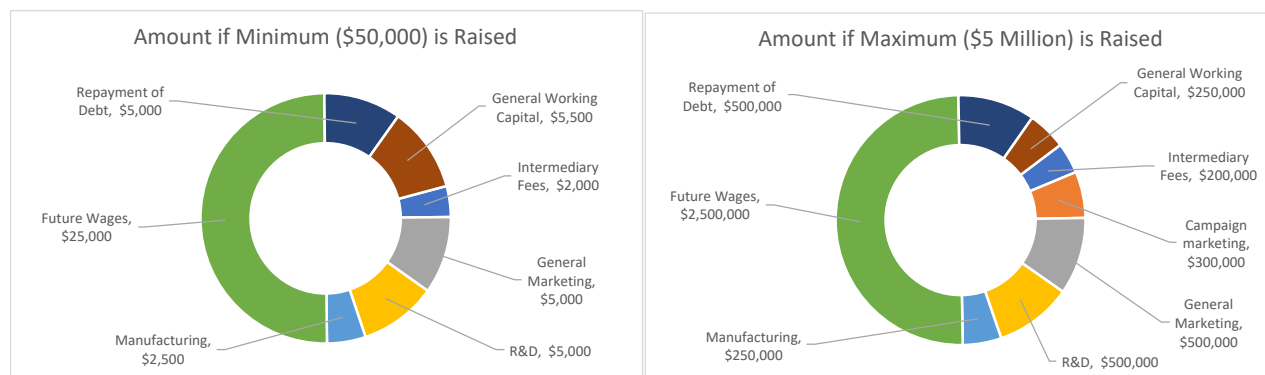 Amount if Minimum ($50,000) is Raised
Repayment of
Debt, $5,000
General Working
Capital, $5,500
Intermediary
Fees, $2,000
Future Wages,
$25,000
General
Marketing,
$5,000
Manufacturing,
$2,500
R&D, $5,000
Amount if Maximum ($5 Million) is Raised
Repayment of
Debt, $500,000
General Working
Capital, $250,000
Intermediary
Fees, $200,000
Future Wages,
$2,500,000
Campaign
marketing,
$300,000
General
Marketing,
$500,000
Manufacturing,
$250,000
R&D, $500,000